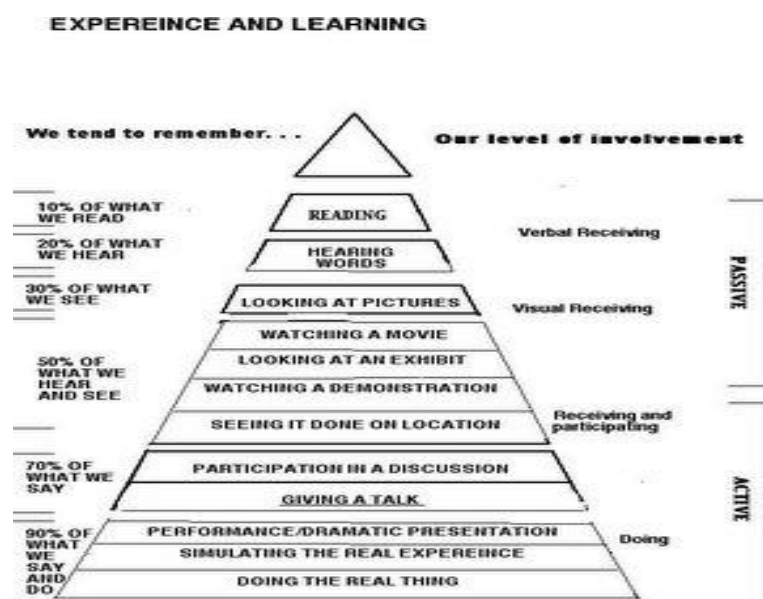 EXPEREINCE AND LEARNING
We tend to remember. . .
Our level of involvement
10% OF WHAT
WE READ
READING
Verbal Receiving
20% OF WHAT
WE HEAR
HEARING
WORDS
30% OF WHAT
WE SEE
LOOKING AT PICTURES
Visual Receiving
PASSIVE
50% OF
WHAT WE
HEAR
AND SEE
WATCHING A MOVIE
LOOKING AT AN EXHIBIT
WATCHING A DEMONSTRATION
SEEING IT DONE ON LOCATION
Receiving and
participating
70% OF
WHAT WE
SAY
PARTICIPATION IN A DISCUSSION
GIVING A TALK
ACTIVE
90% OF
WHAT
WE
SAY
AND
DO
PERFORMANCE/DRAMATIC PRESENTATION
SIMULATING THE REAL EXPEREINCE
DOING THE REAL THING
Doing